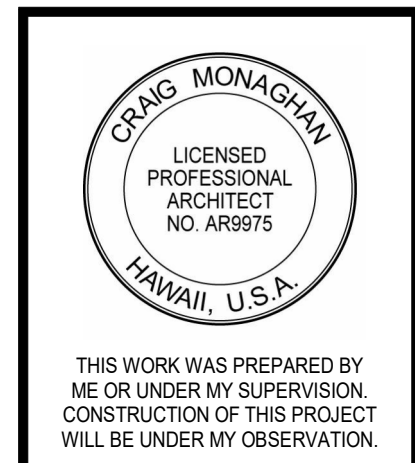 CRAIG MONAGHAN
LICENSED
PROFESSIONAL
ARCHITECT
NO. AR9975
HAWAII, U.S.A.
THIS WORK WAS PREPARED BY
ME OR UNDER MY SUPERVISION.
CONSTRUCTION OF THIS PROJECT
WILL BE UNDER MY OBSERVATION.